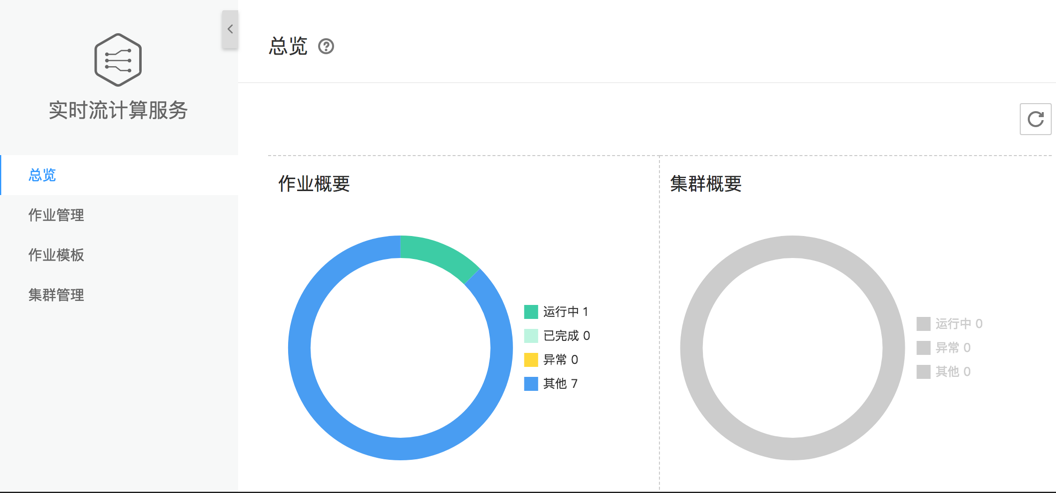 实时流计算服务
总览
作业管理
作业模板
集群管理
总览
作业概要
运行中 1
已完成 0
异常 0
其他 7
集群概要
运行中 0
异常 0
其他 0